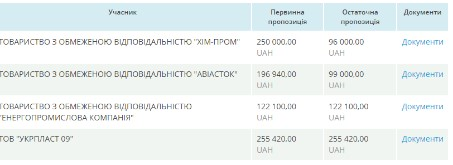 Учасник Первинна пропозиція Остаточна пропозиція Документи
ТОВАРИСТВО З ОБМЕЖЕНОЮ ВІДПОВІДАЛЬНІСТЮ "ХІМ-ПРОМ" 250 000,00 UAH 96 000,00 UAH Документи
ТОВАРИСТВО З ОБМЕЖЕНОЮ ВІДПОВІДАЛЬНІСТЮ "АВІАСТОК" 196 940,00 UAH 99 000,00 UAH Документи
ТОВАРИСТВО З ОБМЕЖЕНОЮ ВІДПОВІДАЛЬНІСТЮ "ЕНЕРГОПРОМИСЛОВА КОМПАНІЯ" 122 100,00 UAH 122 100,00 UAH Документи
ТОВ "УКРПЛАСТ 09" 255 420,00 UAH 255 420,00 UAH Документи